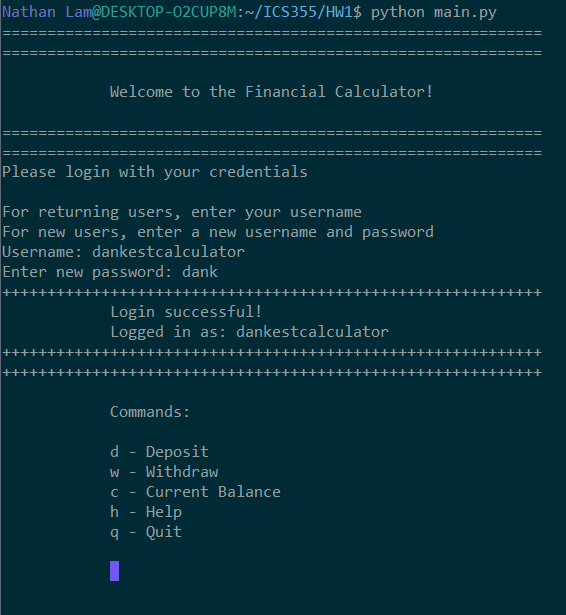 Nathan Lam@DESKTOP-O2CUP8M:~/ICS355/HW1$ python main.py
============================================================
============================================================
Welcome to the Financial Calculator!
============================================================
============================================================
Please login with your credentials
For returning users, enter your username
For new users, enter a new username and password
Username: dankestcalculator
Enter new password: dank
++++++++++++++++++++++++++++++++++++++++++++++++++++++++++++
Login successful!
Logged in as: dankestcalculator
++++++++++++++++++++++++++++++++++++++++++++++++++++++++++++
++++++++++++++++++++++++++++++++++++++++++++++++++++++++++++
Commands:
d - Deposit
w - Withdraw
c - Current Balance
h - Help
q - Quit